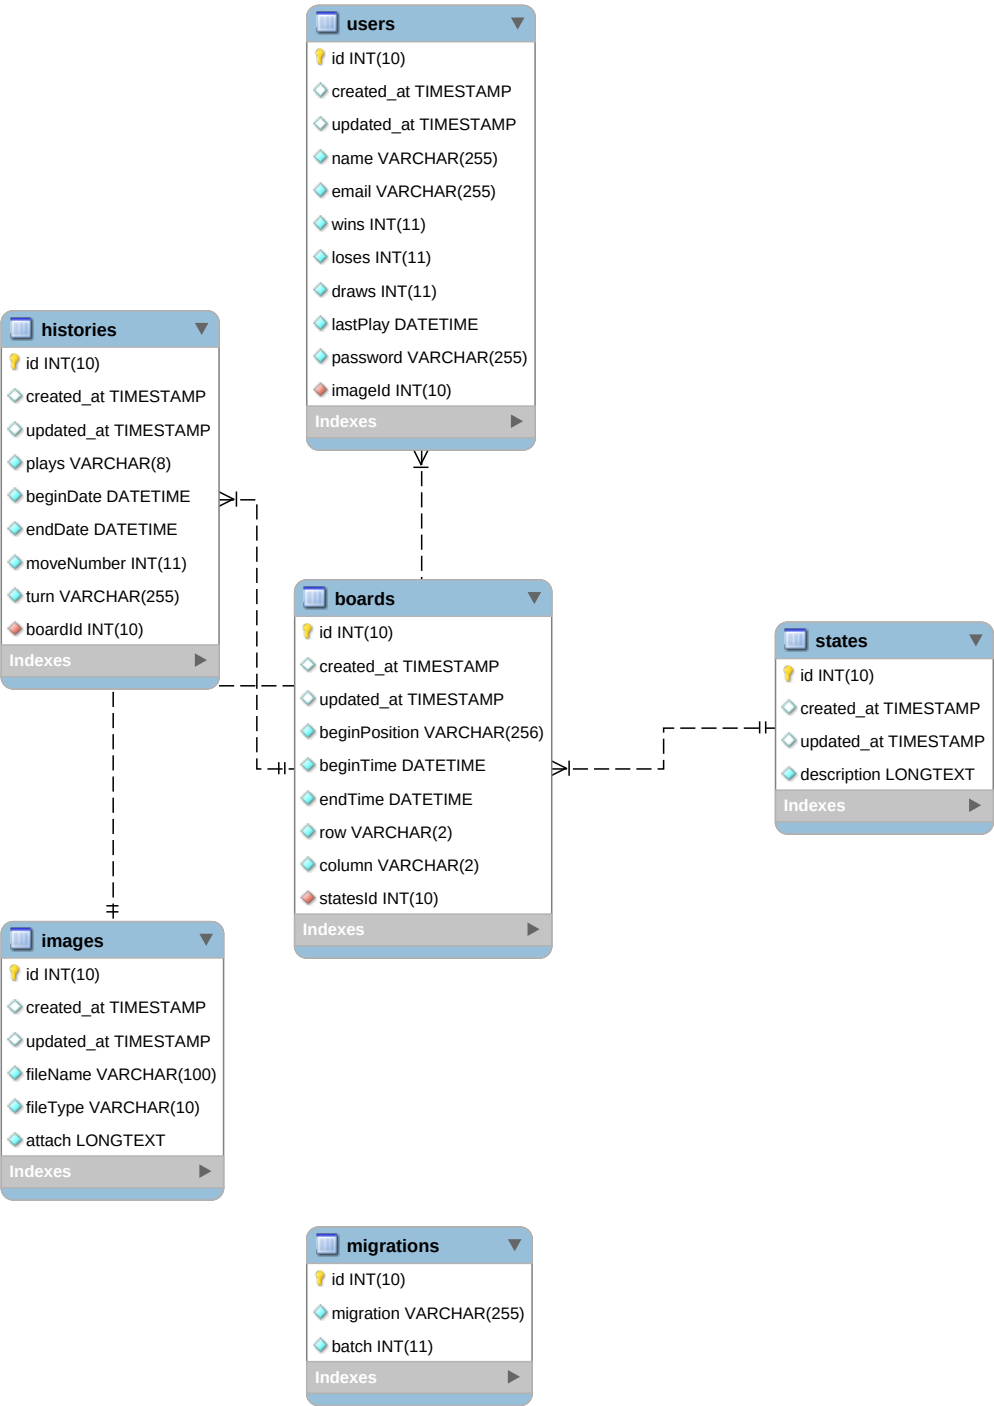 users
id INT(10)
created_at TIMESTAMP
updated_at TIMESTAMP
name VARCHAR(255)
email VARCHAR(255)
wins INT(11)
loses INT(11)
draws INT(11)
lastPlay DATETIME
password VARCHAR(255)
imageId INT(10)
Indexes
histories
id INT(10)
created_at TIMESTAMP
updated_at TIMESTAMP
plays VARCHAR(8)
beginDate DATETIME
endDate DATETIME
moveNumber INT(11)
turn VARCHAR(255)
boardId INT(10)
Indexes
boards
id INT(10)
created_at TIMESTAMP
updated_at TIMESTAMP
beginPosition VARCHAR(256)
beginTime DATETIME
endTime DATETIME
row VARCHAR(2)
column VARCHAR(2)
statesId INT(10)
Indexes
states
id INT(10)
created_at TIMESTAMP
updated_at TIMESTAMP
description LONGTEXT
Indexes
images
id INT(10)
created_at TIMESTAMP
updated_at TIMESTAMP
fileName VARCHAR(100)
fileType VARCHAR(10)
attach LONGTEXT
Indexes
migrations
id INT(10)
migration VARCHAR(255)
batch INT(11)
Indexes